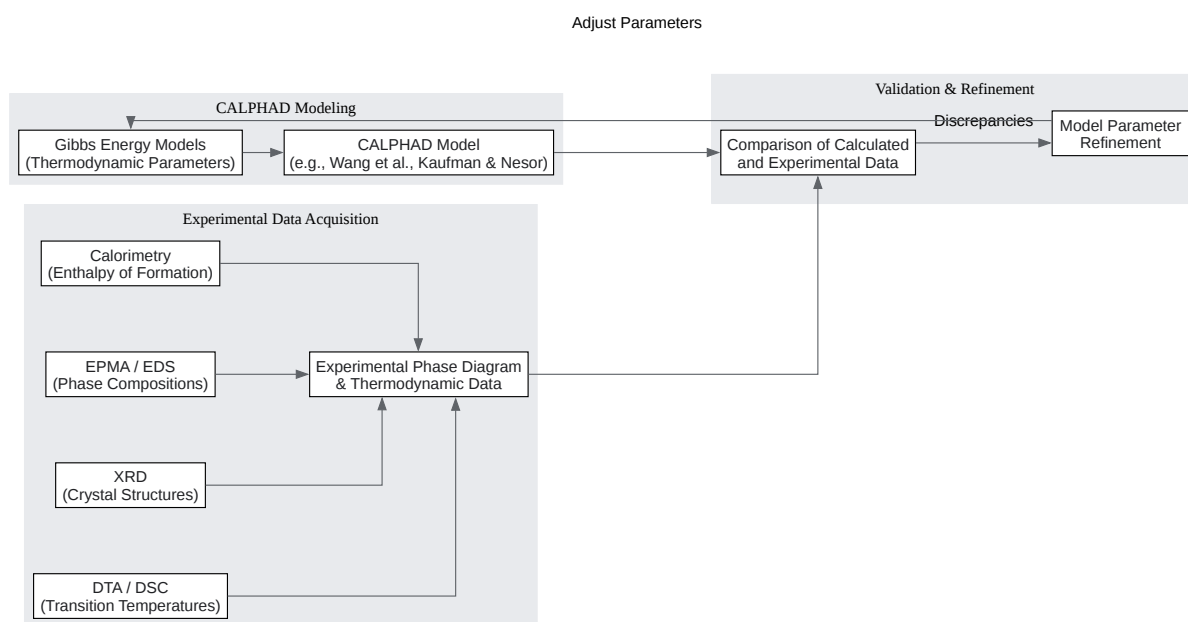 Adjust Parameters
CALPHAD Modeling
Gibbs Energy Models
(Thermodynamic Parameters)
CALPHAD Model
(e.g., Wang et al., Kaufman & Nesor)
Validation & Refinement
Discrepancies
Comparison of Calculated
and Experimental Data
Model Parameter
Refinement
Experimental Data Acquisition
Calorimetry
(Enthalpy of Formation)
EPMA / EDS
(Phase Compositions)
Experimental Phase Diagram
& Thermodynamic Data
XRD
(Crystal Structures)
DTA / DSC
(Transition Temperatures)